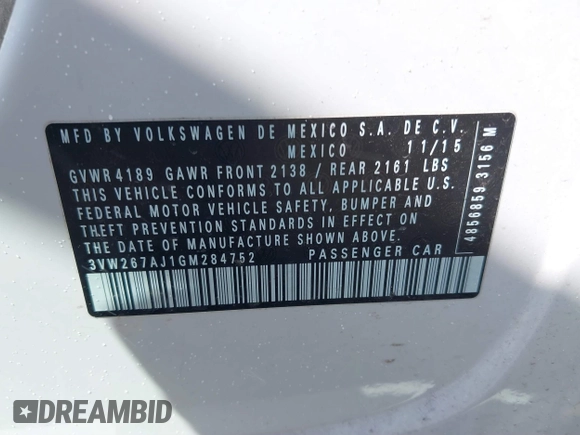 MFD BY VOLKSWAGEN DE MEXICO S.A. DE C.V.
MEXICO 11/15
GVWR 4189 GAWR FRONT 2138 / REAR 2161 LBS
THIS VEHICLE CONFORMS TO ALL APPLICABLE U.S.
FEDERAL MOTOR VEHICLE SAFETY, BUMPER AND
THEFT PREVENTION STANDARDS IN EFFECT ON
THE DATE OF MANUFACTURE SHOWN ABOVE.
3VW267AJ1GM284752 PASSENGER CAR
4856859 3156 M
DREAMBID